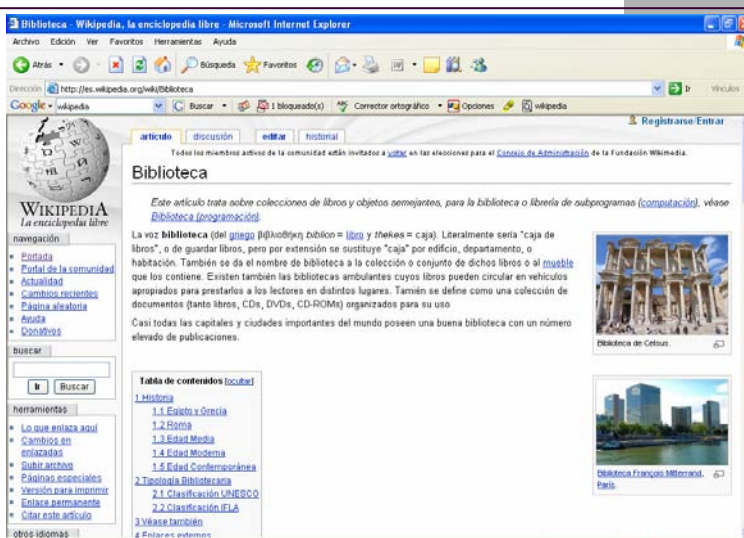 Biblioteca - Wikipedia, la enciclopedia libre - Microsoft Internet Explorer
Archivo Edición Ver Favoritos Herramientas Ayuda
Atrás Búsqueda Favoritos
Dirección http://es.wikipedia.org/wiki/Biblioteca Ir Vínculos
Google wikipedia Buscar 1 bloqueado(s) Corrector ortográfico Opciones wikipedia
Registrarse/Entrar
artículo discusión editar historial
Todos los miembros activos de la comunidad están invitados a votar en las elecciones para el Consejo de Administración de la Fundación Wikimedia.
Biblioteca
Este artículo trata sobre colecciones de libros y objetos semejantes, para la biblioteca o librería de subprogramas (computación), véase
Biblioteca (programación).
La voz biblioteca (del griego βιβλιοθήκη biblion = libro y thekes = caja). Literalmente sería "caja de
libros", o de guardar libros, pero por extensión se sustituye "caja" por edificio, departamento, o
habitación. También se da el nombre de biblioteca a la colección o conjunto de dichos libros o al mueble
que los contiene. Existen también las bibliotecas ambulantes cuyos libros pueden circular en vehículos
apropiados para prestarlos a los lectores en distintos lugares. Tamién se define como una colección de
documentos (tanto libros, CDs, DVDs, CD-ROMs) organizados para su uso
Casi todas las capitales y ciudades importantes del mundo poseen una buena biblioteca con un número
elevado de publicaciones.
Biblioteca de Celsus.
Biblioteca François Mitterrand,
París.
Tabla de contenidos [ocultar]
1 Historia
1.1 Egipto y Grecia
1.2 Roma
1.3 Edad Media
1.4 Edad Moderna
1.5 Edad Contemporánea
2 Tipología Bibliotecaria
2.1 Clasificación UNESCO
2.2 Clasificación IFLA
3 Véase también
4 Enlaces externos
WIKIPEDIA
La enciclopedia libre
navegación
Portada
Portal de la comunidad
Actualidad
Cambios recientes
Página aleatoria
Ayuda
Donativos
buscar
Ir Buscar
herramientas
Lo que enlaza aquí
Cambios en
enlazadas
Subir archivo
Páginas especiales
Versión para imprimir
Enlace permanente
Citar este artículo
otros idiomas